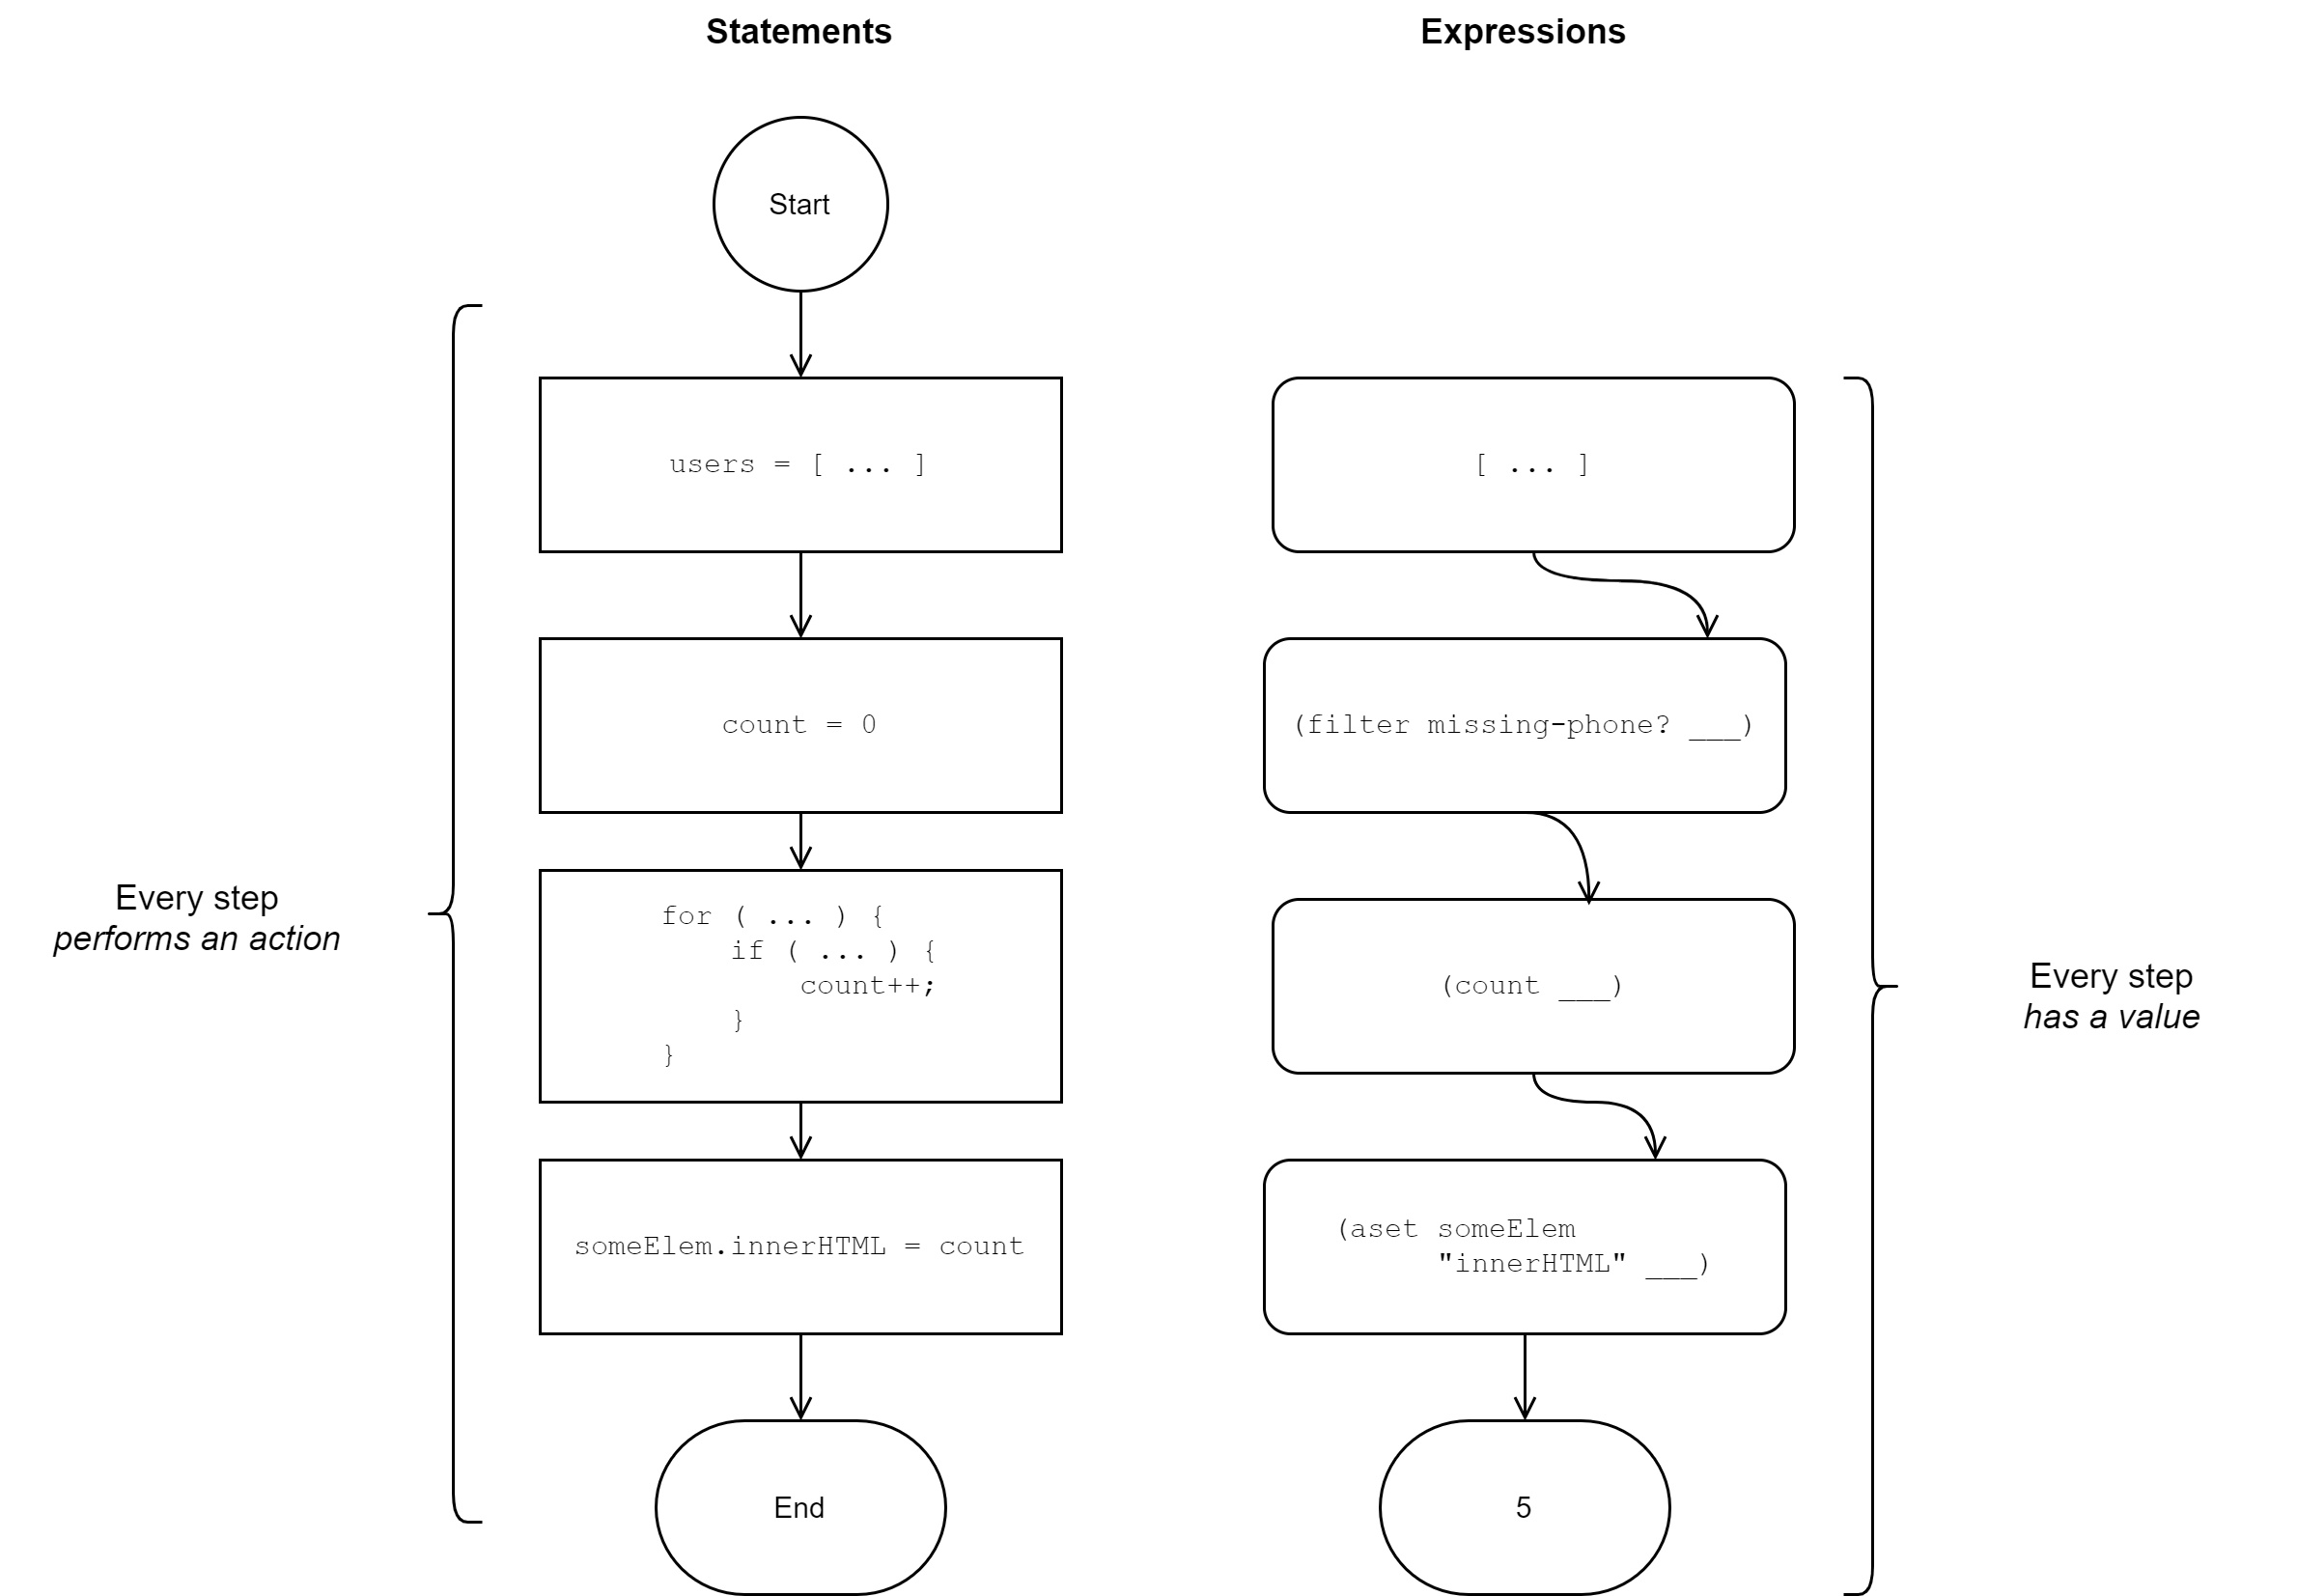 Statements
Expressions
Start
users = [ ... ]
count = 0
for ( ... ) {
    if ( ... ) {
        count++;
    }
}
someElem.innerHTML = count
End
Every step
performs an action
[ ... ]
(filter missing-phone? ___)
(count ___)
(aset someElem
      "innerHTML" ___)
5
Every step
has a value